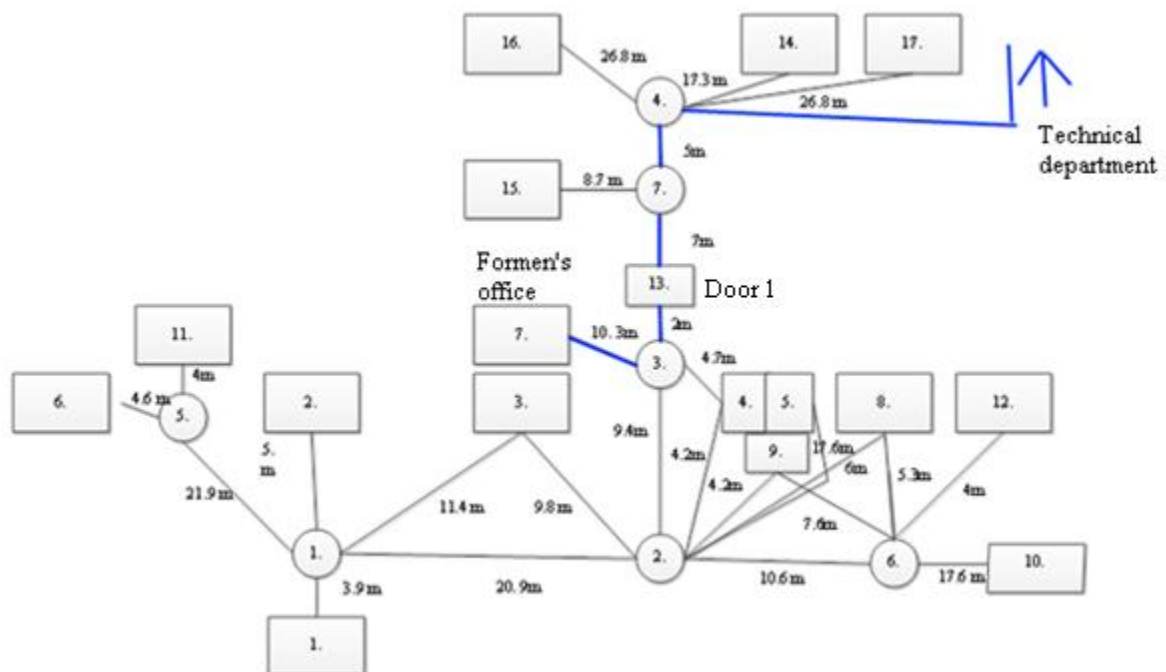 16.
14.
17.
26.8 m
17.3 m
4.
26.8 m
Technical
department
5m
15.
8.7 m
7.
7m
Formen's
office
13.
Door 1
2m
11.
7.
10.3m
3.
4.7m
4m
6.
4.6 m
5.
2.
3.
4.
5.
8.
12.
9.4m
9.
5.
m
4.2m
4.2m
17.6m
6m
5.3m
4m
21.9 m
11.4 m
9.8m
7.6m
1.
2.
6.
10.
3.9 m
20.9m
10.6 m
17.6 m
1.